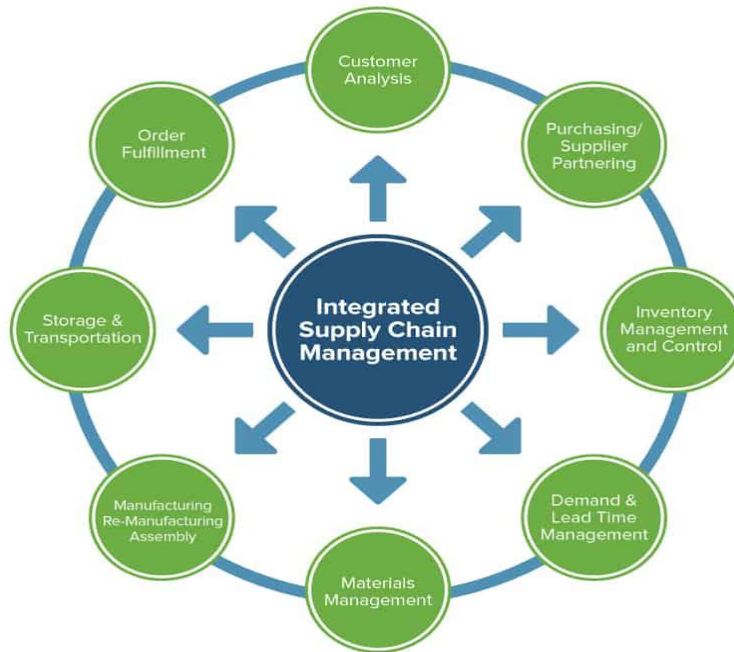 Customer
Analysis
Purchasing/
Supplier
Partnering
Inventory
Management
and Control
Demand &
Lead Time
Management
Materials
Management
Manufacturing
Re-Manufacturing
Assembly
Storage &
Transportation
Order
Fulfillment
Integrated
Supply Chain
Management